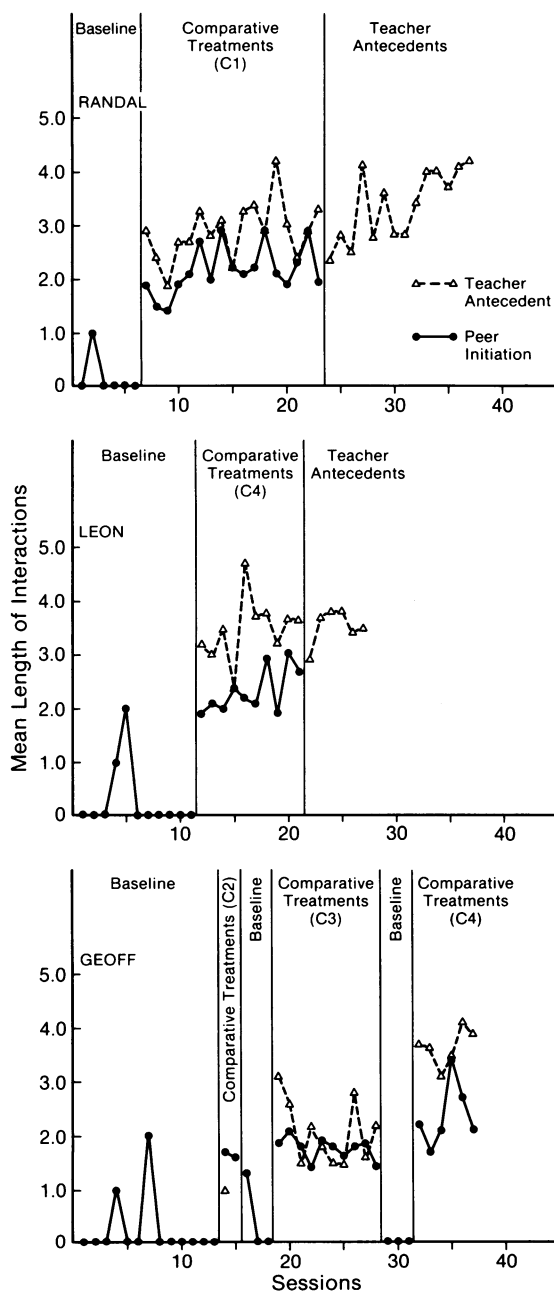 Baseline
Comparative
Treatments
(C1)
Teacher
Antecedents
RANDAL
5.0
4.0
3.0
2.0
1.0
0
Teacher
Antecedent
Peer
Initiation
10
20
30
40
Baseline
Comparative
Treatments
(C4)
Teacher
Antecedents
LEON
5.0
4.0
3.0
2.0
1.0
0
10
20
30
40
Mean Length of Interactions
Baseline
Comparative Treatments (C2)
Baseline
Comparative
Treatments
(C3)
Baseline
Comparative
Treatments
(C4)
GEOFF
5.0
4.0
3.0
2.0
1.0
0
10
20
30
40
Sessions